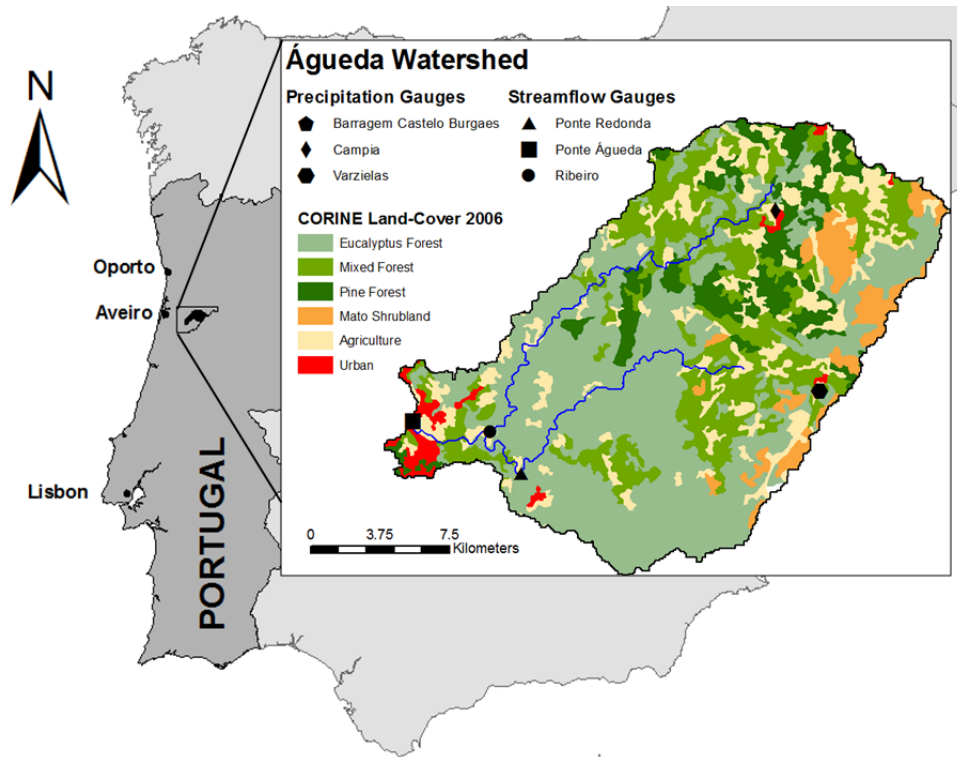 N
Oporto
Aveiro
Lisbon
PORTUGAL
Águeda Watershed
Precipitation Gauges
Barragem Castelo Burgaes
Campia
Varzielas
Streamflow Gauges
Ponte Redonda
Ponte Águeda
Ribeiro
CORINE Land-Cover 2006
Eucalyptus Forest
Mixed Forest
Pine Forest
Mato Shrubland
Agriculture
Urban
0 3.75 7.5
Kilometers